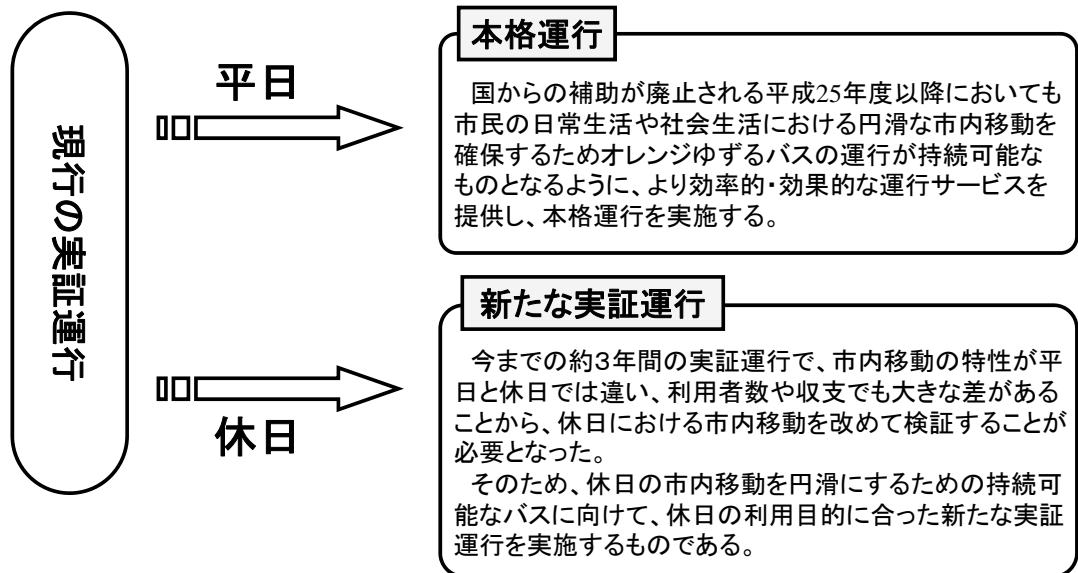 現行の実証運行
平日
本格運行
国からの補助が廃止される平成25年度以降においても
市民の日常生活や社会生活における円滑な市内移動を
確保するためオレンジゆずるバスの運行が持続可能な
ものとなるように、より効率的・効果的な運行サービスを
提供し、本格運行を実施する。
休日
新たな実証運行
今までの約３年間の実証運行で、市内移動の特性が平
日と休日では違い、利用者数や収支でも大きな差がある
ことから、休日における市内移動を改めて検証することが
必要となった。
そのため、休日の市内移動を円滑にするための持続可
能なバスに向けて、休日の利用目的に合った新たな実証
運行を実施するものである。